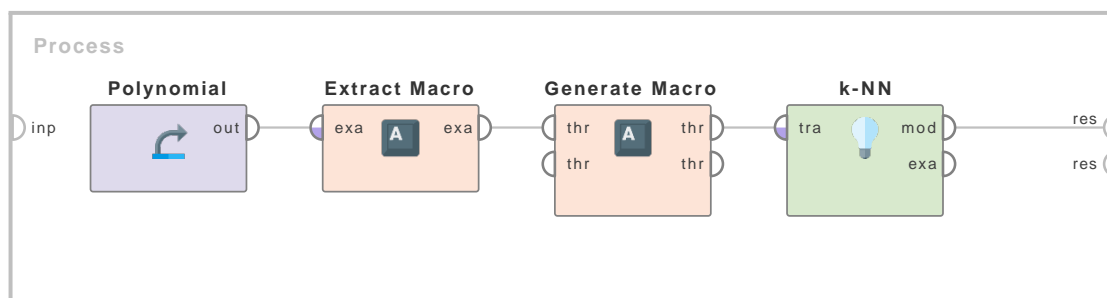 Process
Polynomial Extract Macro Generate Macro k-NN
inp out exa A exa thr A thr tra mod res
thr thr exa res